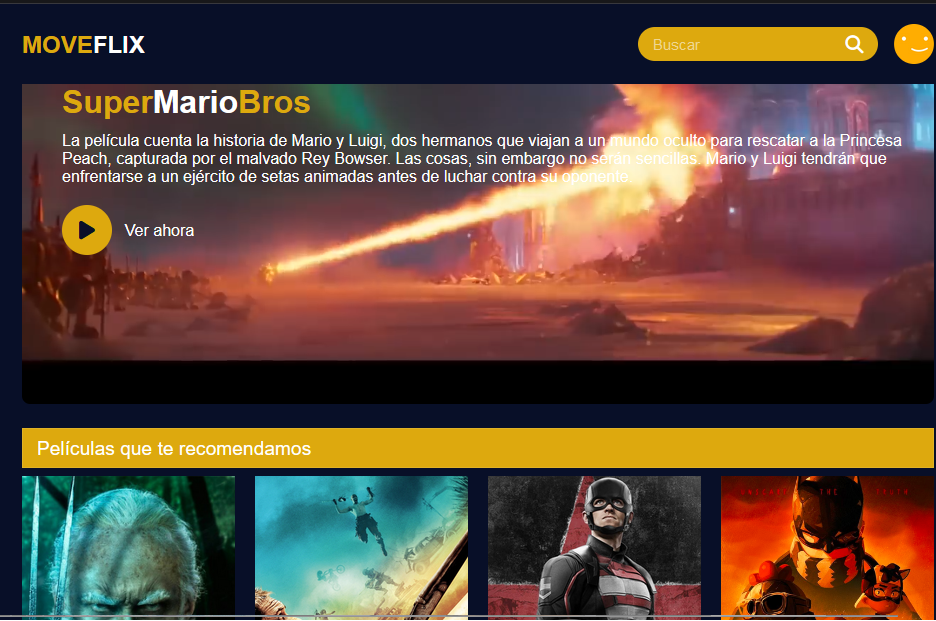 MOVEFLIX
Buscar
SuperMarioBros
La película cuenta la historia de Mario y Luigi, dos hermanos que viajan a un mundo oculto para rescatar a la Princesa
Peach, capturada por el malvado Rey Bowser. Las cosas, sin embargo no serán sencillas. Mario y Luigi tendrán que
enfrentarse a un ejército de setas animadas antes de luchar contra su oponente.
Ver ahora
Películas que te recomendamos
THE TRUTH